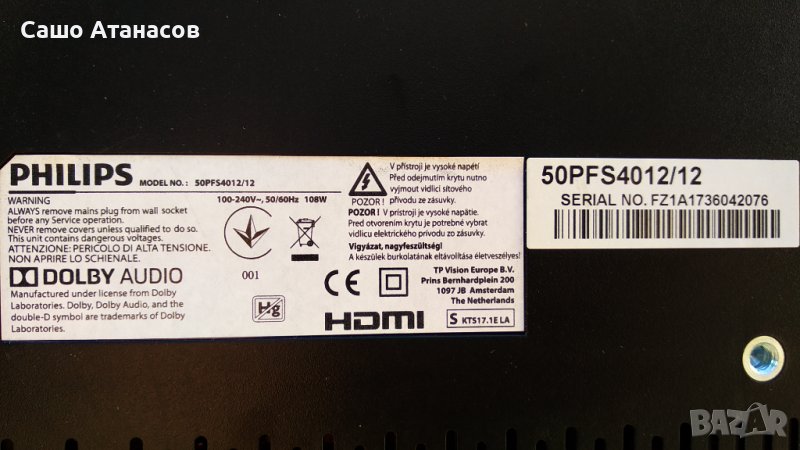 Сашо Атанасов
PHILIPS MODEL NO.: 50PFS4012/12
WARNING 100-240V~, 50/60Hz 108W
ALWAYS remove mains plug from wall socket
before any Service operation.
NEVER remove covers unless qualified to do so.
This unit contains dangerous voltages.
ATTENZIONE: PERICOLO DI ALTA TENSIONE.
NON APRIRE LO SCHIENALE.
DOLBY AUDIO
001
Manufactured under license from Dolby
Laboratories. Dolby, Dolby Audio, and the
double-D symbol are trademarks of Dolby
Laboratories.
Hg
POZOR!
V přístroji je vysoké napětí
Před odejmutím krytu nutno
vyjmout vidlici síťového
přívodu ze zásuvky.
POZOR! V prístroji je vysoké napätie.
Pred otvorením krytu je potrebné vybrať
vidlicu elektrického prívodu zo zásuvky.
Vigyázat, nagyfeszültség!
A készülek burkolatának eltávolítása életveszélyes!
CE
TP Vision Europe B.V.
Prins Bernhardplein 200
1097 JB Amsterdam
The Netherlands
HDMI
S KTS17.1E LA
50PFS4012/12
SERIAL NO. FZ1A1736042076
BAZAR